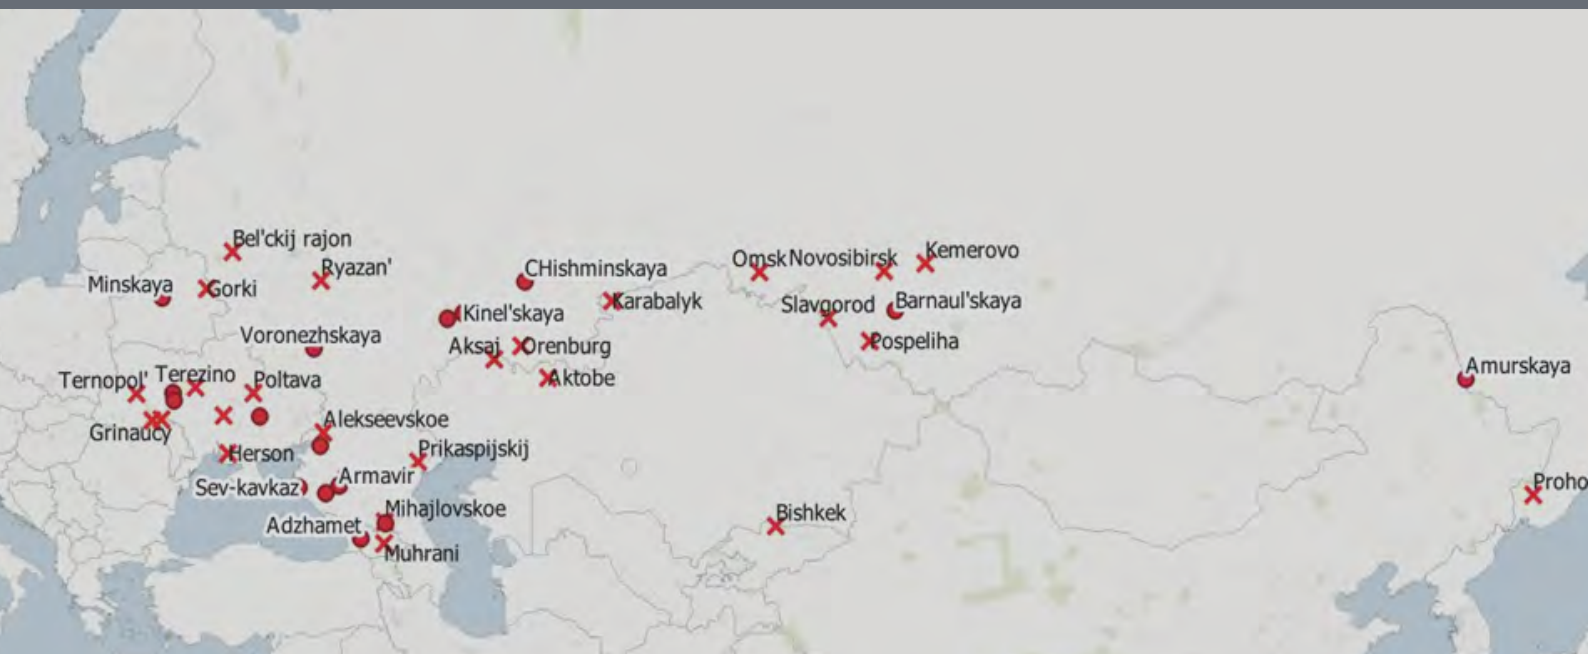 Bel'ckij rajon
Ryazan'
Minskaya
Gorki
CHishminskaya
Omsk
Novosibirsk
Kemerovo
Kinel'skaya
Karabalyk
Slavgorod
Barnaul'skaya
Voronezhskaya
Aksaj
Orenburg
Pospeliha
Ternopol'
Terezino
Poltava
Aktobe
Amurskaya
Grinaucy
Alekseevskoe
Herson
Prikaspijskij
Sev-kavkaz
Armavir
Proho
Mihajlovskoe
Bishkek
Adzhamet
Muhrani